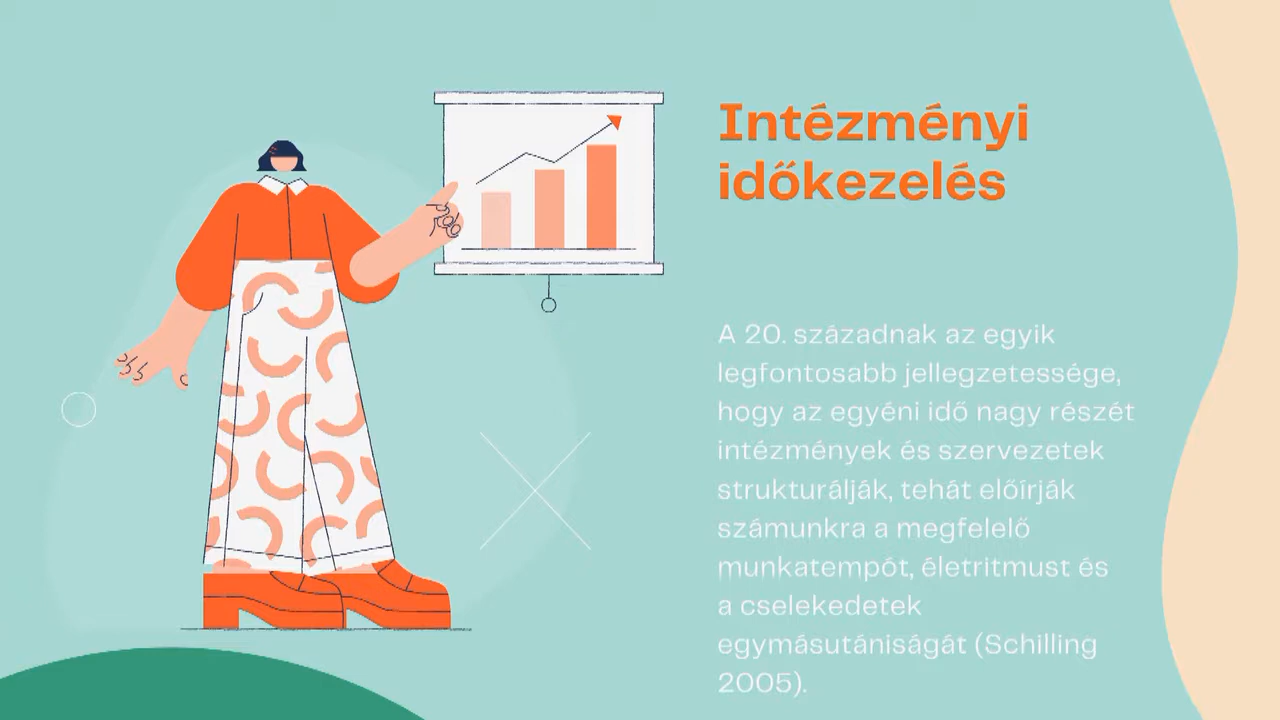 Intézményi
időkezelés
A 20. századnak az egyik
legfontosabb jellegzetessége,
hogy az egyéni idő nagy részét
intézmények és szervezetek
strukturálják, tehát előírják
számunkra a megfelelő
munkatempót, életritmust és
a cselekedetek
egymásutániságát (Schilling
2005).